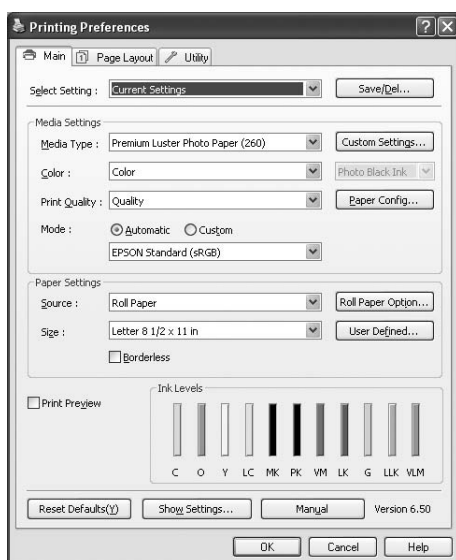 Printing Preferences
Main Page Layout Utility
Select Setting : Current Settings Save/Del...
Media Settings
Media Type : Premium Luster Photo Paper (260) Custom Settings...
Color : Color Photo Black Ink
Print Quality : Quality Paper Config...
Mode : Automatic Custom
EPSON Standard (sRGB)
Paper Settings
Source : Roll Paper Roll Paper Option...
Size : Letter 8 1/2 x 11 in User Defined...
Borderless
Print Preview Ink Levels
C O Y LC MK PK VM LK G LLK VLM
Reset Defaults(Y) Show Settings... Manual Version 6.50
OK Cancel Help